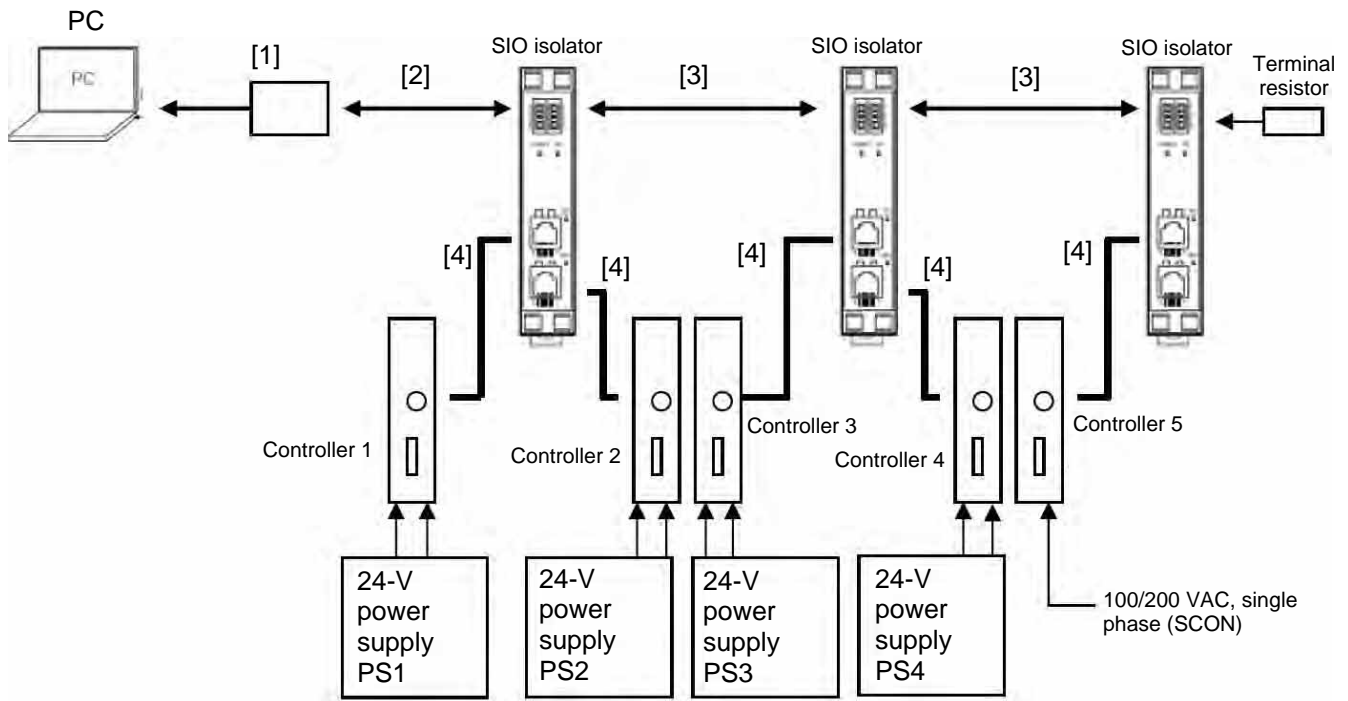 PC
PC
[1]
[2]
SIO isolator
[3]
SIO isolator
[3]
SIO isolator
Terminal
resistor
[4]
[4]
[4]
[4]
[4]
Controller 1
Controller 2
Controller 3
Controller 4
Controller 5
24-V
power
supply
PS1
24-V
power
supply
PS2
24-V
power
supply
PS3
24-V
power
supply
PS4
100/200 VAC, single
phase (SCON)